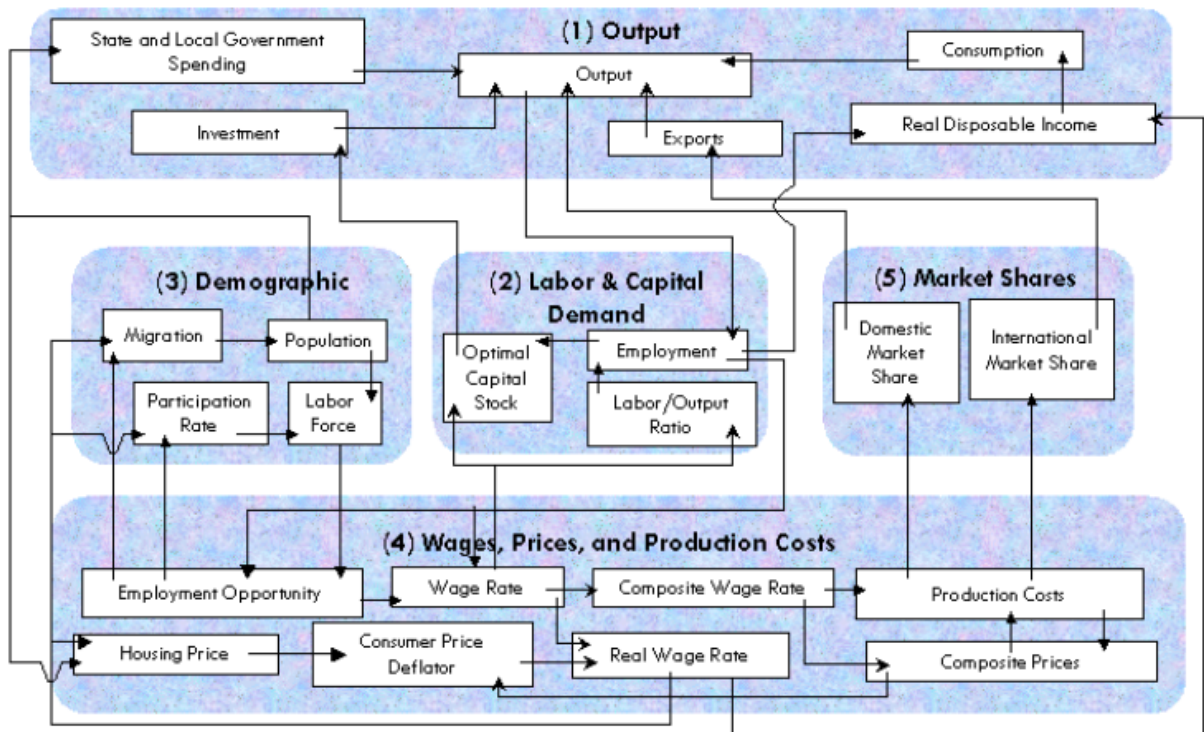 (1) Output
State and Local Government
Spending
Output
Consumption
Investment
Exports
Real Disposable Income
(3) Demographic
Migration
Population
Participation
Rate
Labor
Force
(2) Labor & Capital
Demand
Optimal
Capital
Stock
Employment
Labor/Output
Ratio
(5) Market Shares
Domestic
Market
Share
International
Market Share
(4) Wages, Prices, and Production Costs
Employment Opportunity
Wage Rate
Composite Wage Rate
Production Costs
Housing Price
Consumer Price
Deflator
Real Wage Rate
Composite Prices